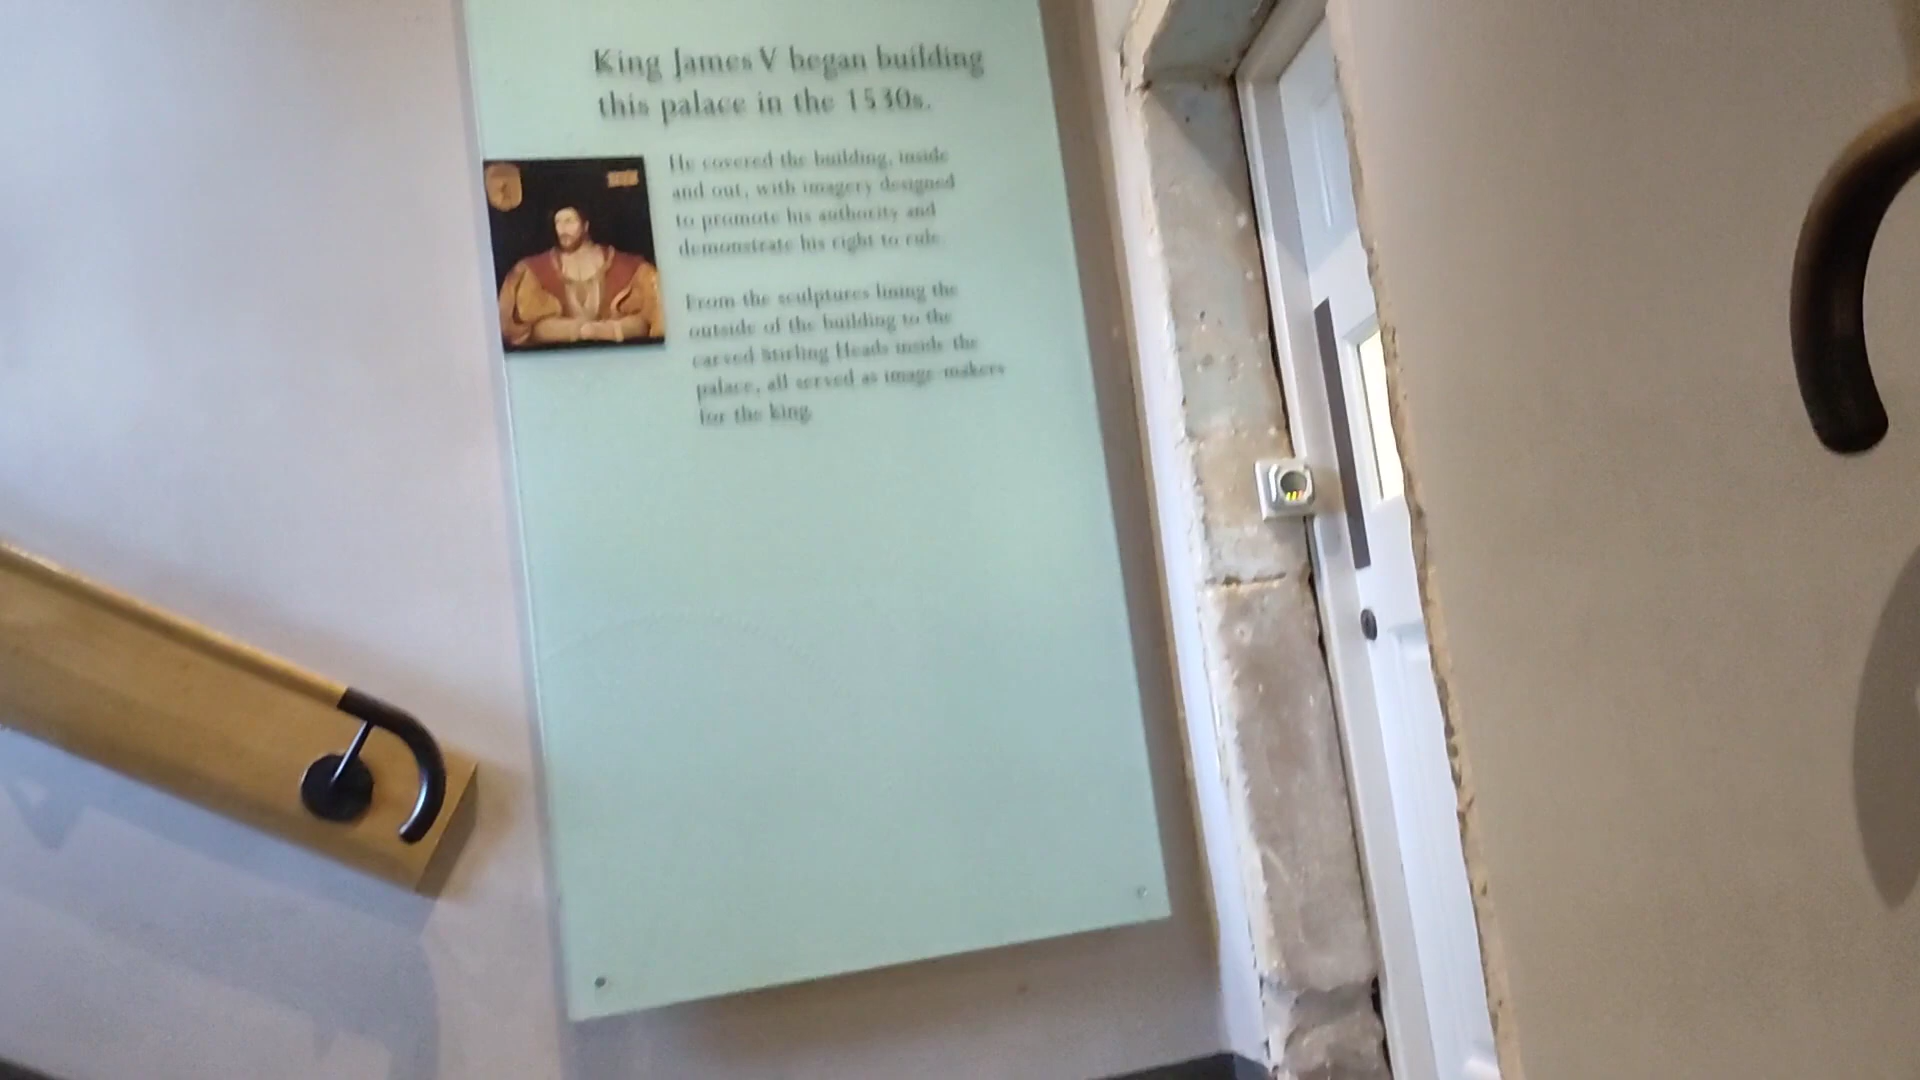 King James V began building
this palace in the 1530s.
He covered the building, inside
and out, with imagery designed
to promote his authority and
demonstrate his right to rule.
From the sculptures lining the
outside of the building to the
carved Stirling Heads inside the
palace, all served as image-makers
for the king.